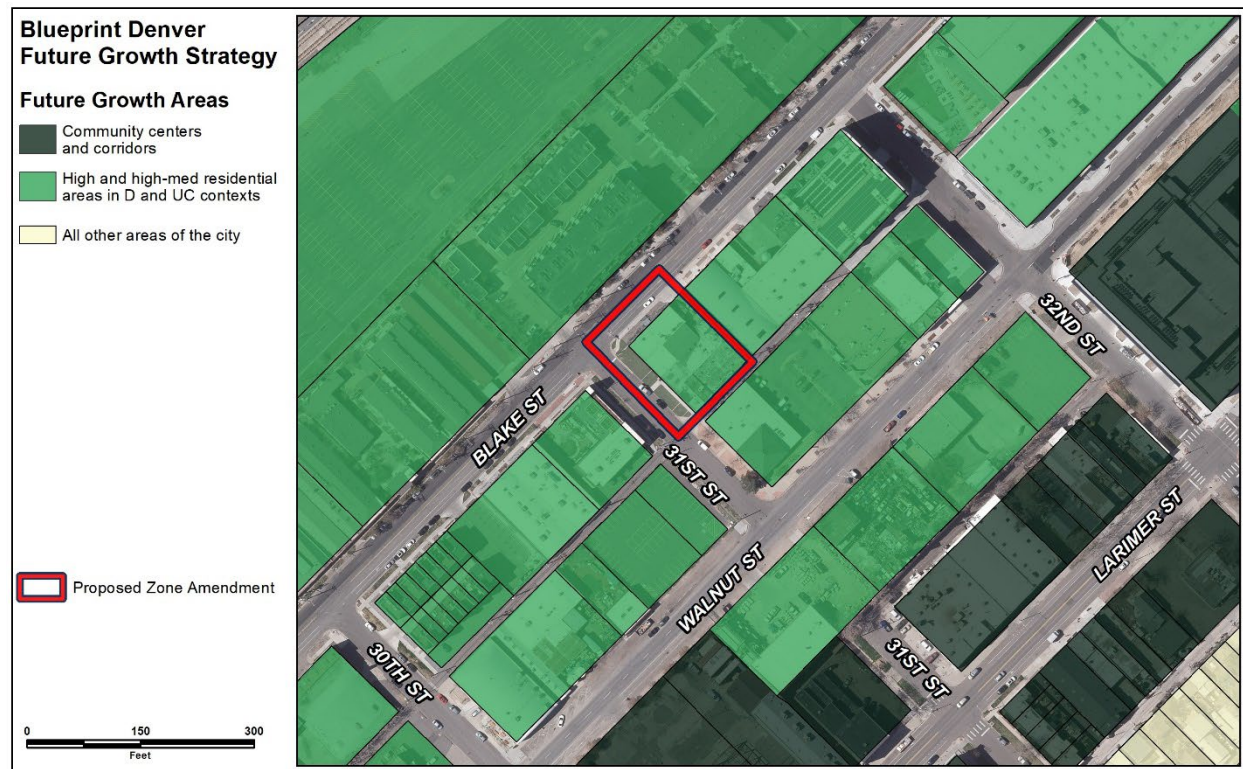 Blueprint Denver
Future Growth Strategy
Future Growth Areas
Community centers
and corridors
High and high-med residential
areas in D and UC contexts
All other areas of the city
Proposed Zone Amendment
0 150 300
Feet
32ND ST
BLAKE ST
31ST ST
LARIMER ST
WALNUT ST
30TH ST
31ST ST